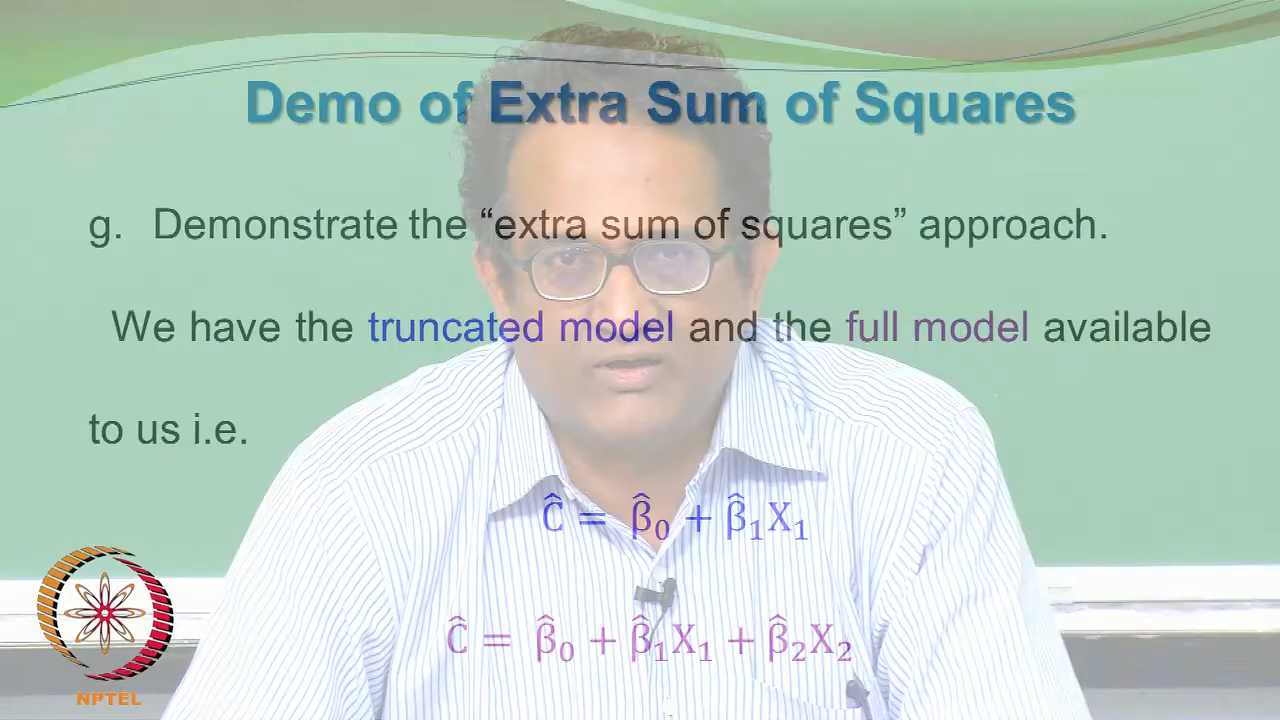 Demo of Extra Sum of Squares
g. Demonstrate the “extra sum of squares” approach.
We have the truncated model and the full model available
to us i.e.
Ĉ = β̂₀ + β̂₁X₁
Ĉ = β̂₀ + β̂₁X₁ + β̂₂X₂
NPTEL